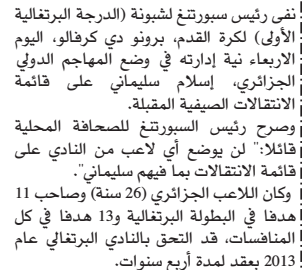 نفى رئيس سبورتنغ لشبونة (الدرجة البرتغالية
الأولى) لكرة القدم، برونو دي كرفالو، اليوم
الاربعاء نية إدارته في وضع المهاجم الدولي
الجزائري، إسلام سليماني على قائمة
الانتقالات الصيفية المقبلة.
وصرح رئيس السبورتنغ للصحافة المحلية
قائلا:" لن يوضع أي لاعب من النادي على
قائمة الانتقالات بما فيهم سليماني".
وكان اللاعب الجزائري (26 سنة) وصاحب 11
هدفا في البطولة البرتغالية و13 هدفا في كل
المنافسات، قد التحق بالنادي البرتغالي عام
2013 بعقد لمدة أربع سنوات.